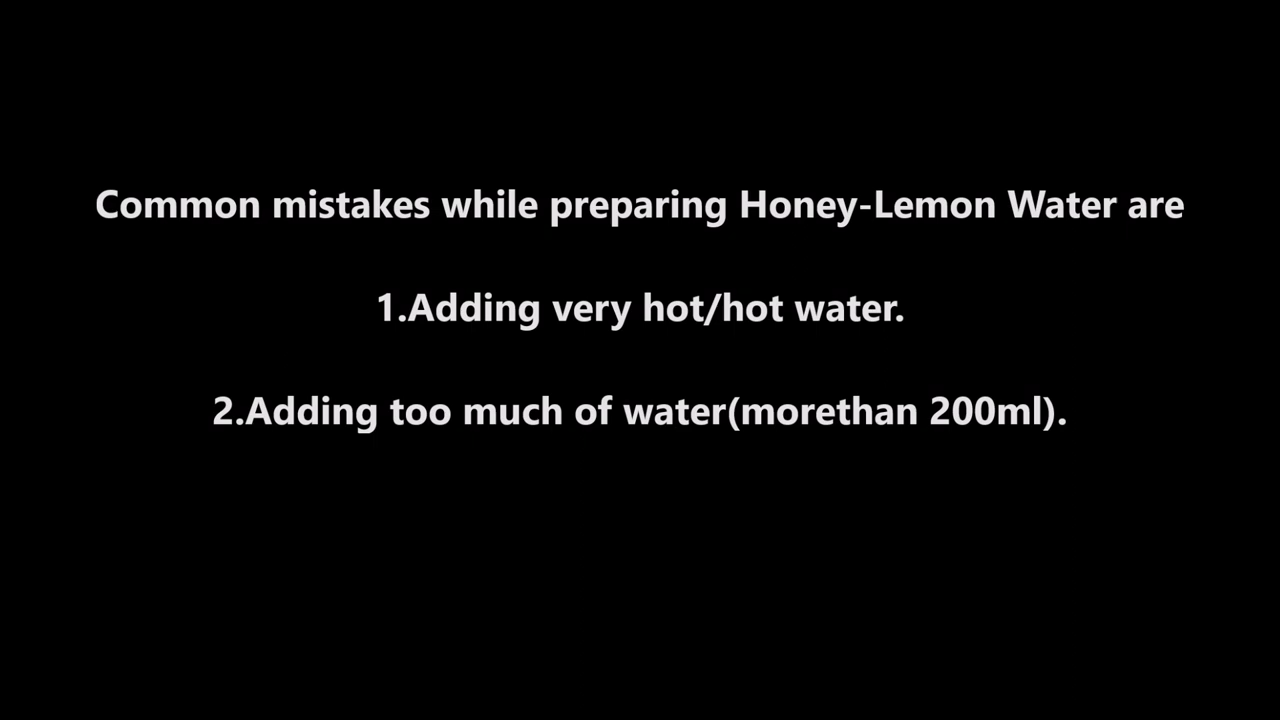 Common mistakes while preparing Honey-Lemon Water are
1.Adding very hot/hot water.
2.Adding too much of water(morethan 200ml).